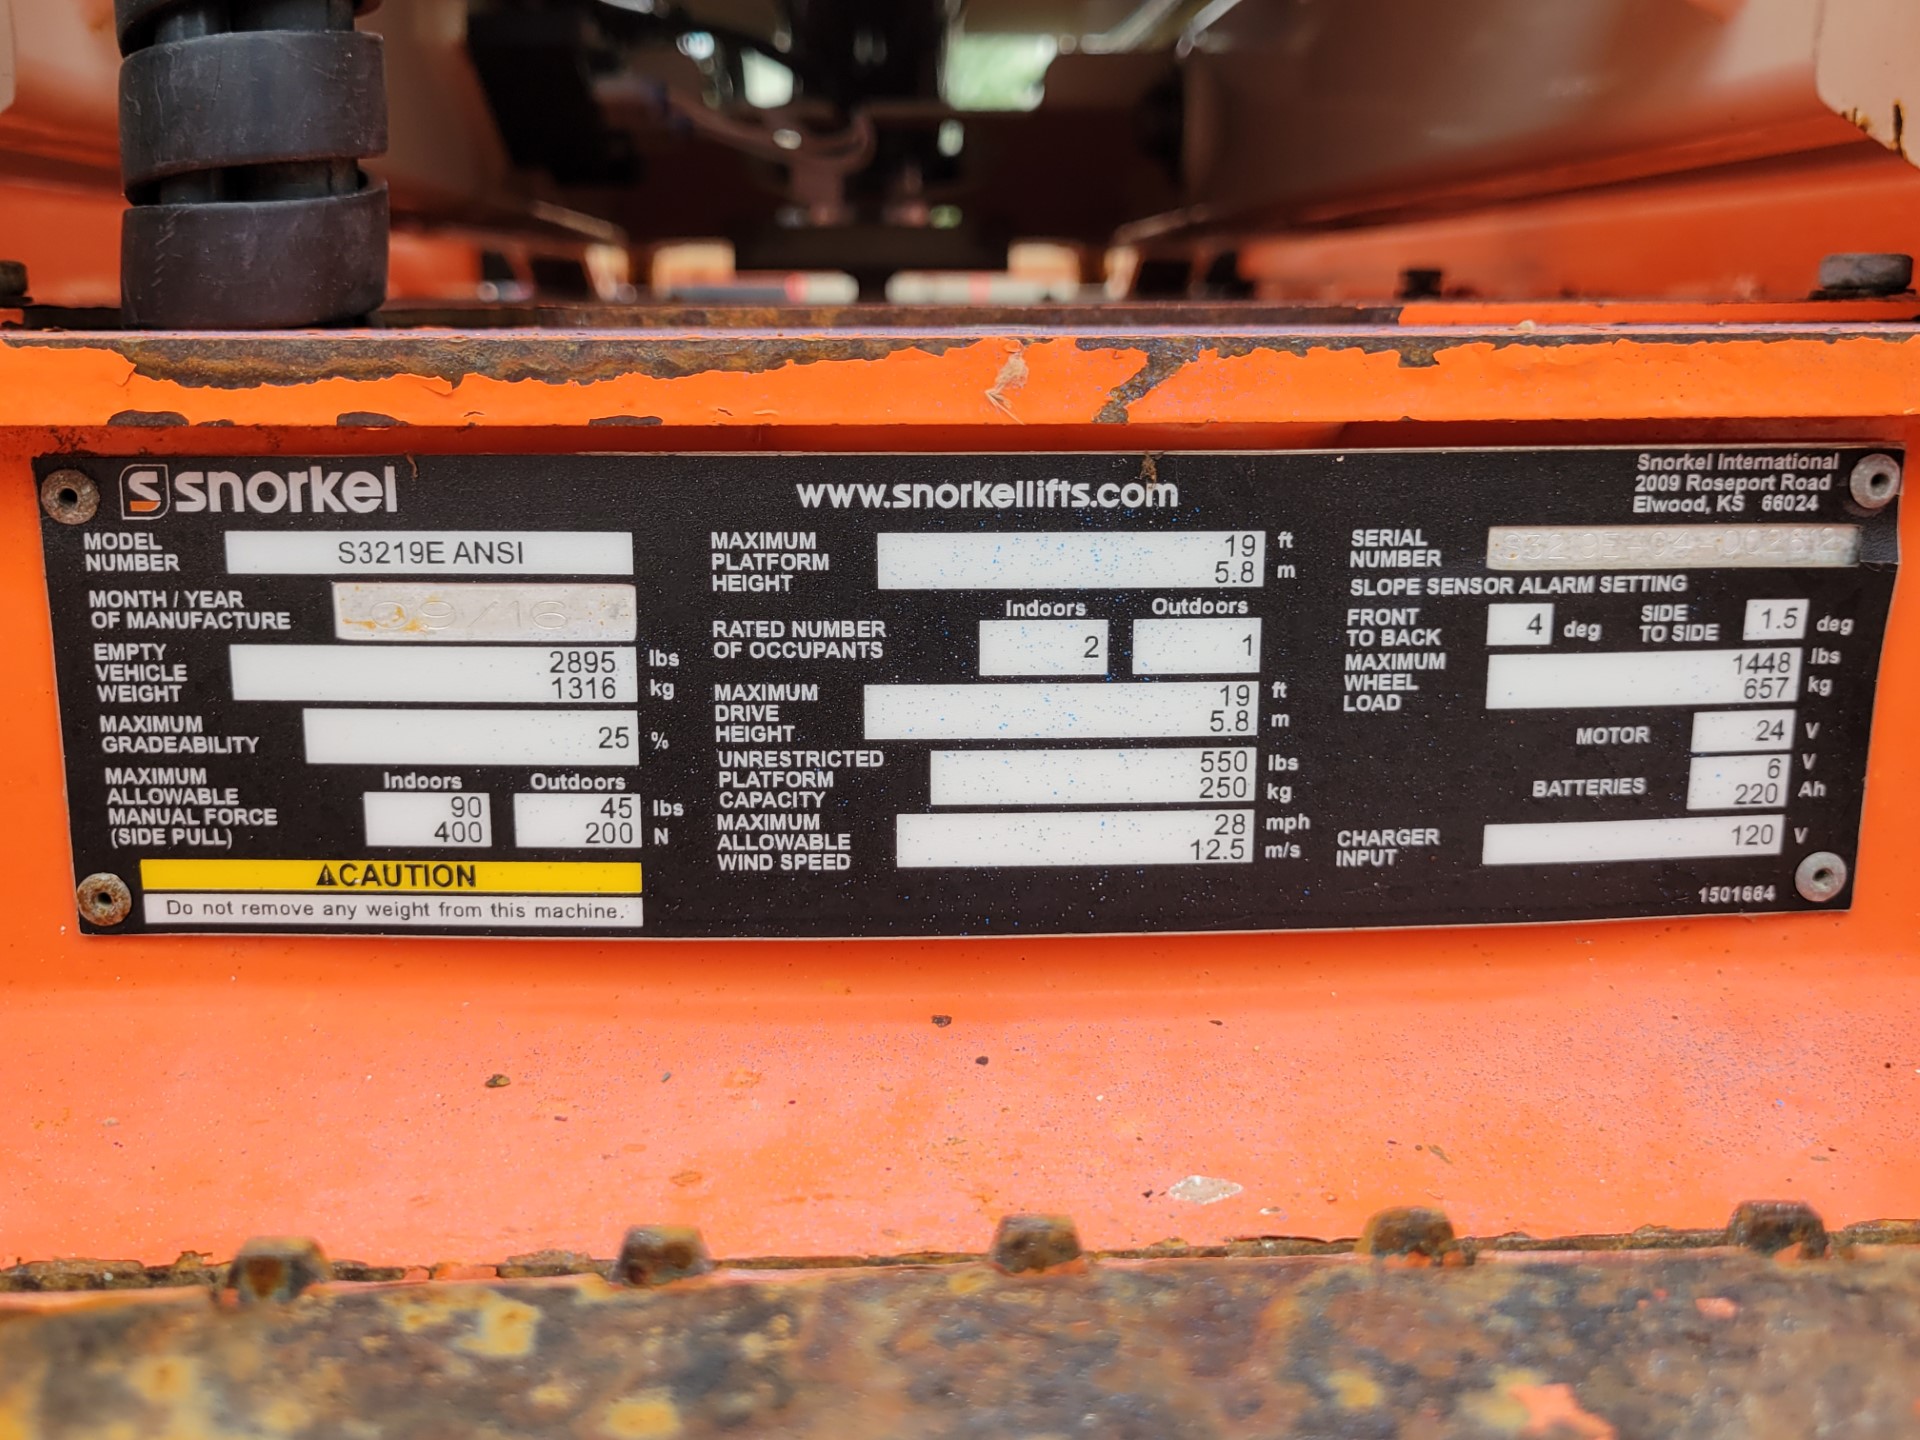 snorkel
www.snorkellifts.com
Snorkel International
2009 Roseport Road
Elwood, KS 66024
MODEL
NUMBER
S3219E ANSI
MONTH / YEAR
OF MANUFACTURE
09/16
EMPTY
VEHICLE
WEIGHT
2895 lbs
1316 kg
MAXIMUM
GRADEABILITY
25 %
MAXIMUM
ALLOWABLE
MANUAL FORCE
(SIDE PULL)
Indoors Outdoors
90 45 lbs
400 200 N
CAUTION
Do not remove any weight from this machine.
MAXIMUM
PLATFORM
HEIGHT
19 ft
5.8 m
Indoors Outdoors
RATED NUMBER
OF OCCUPANTS
2 1
MAXIMUM
DRIVE
HEIGHT
19 ft
5.8 m
UNRESTRICTED
PLATFORM
CAPACITY
550 lbs
250 kg
MAXIMUM
ALLOWABLE
WIND SPEED
28 mph
12.5 m/s
SERIAL
NUMBER
SLOPE SENSOR ALARM SETTING
FRONT
TO BACK
4 deg
SIDE
TO SIDE
1.5 deg
MAXIMUM
WHEEL
LOAD
1448 lbs
657 kg
MOTOR 24 V
BATTERIES
6 V
220 Ah
CHARGER
INPUT
120 V
1501664